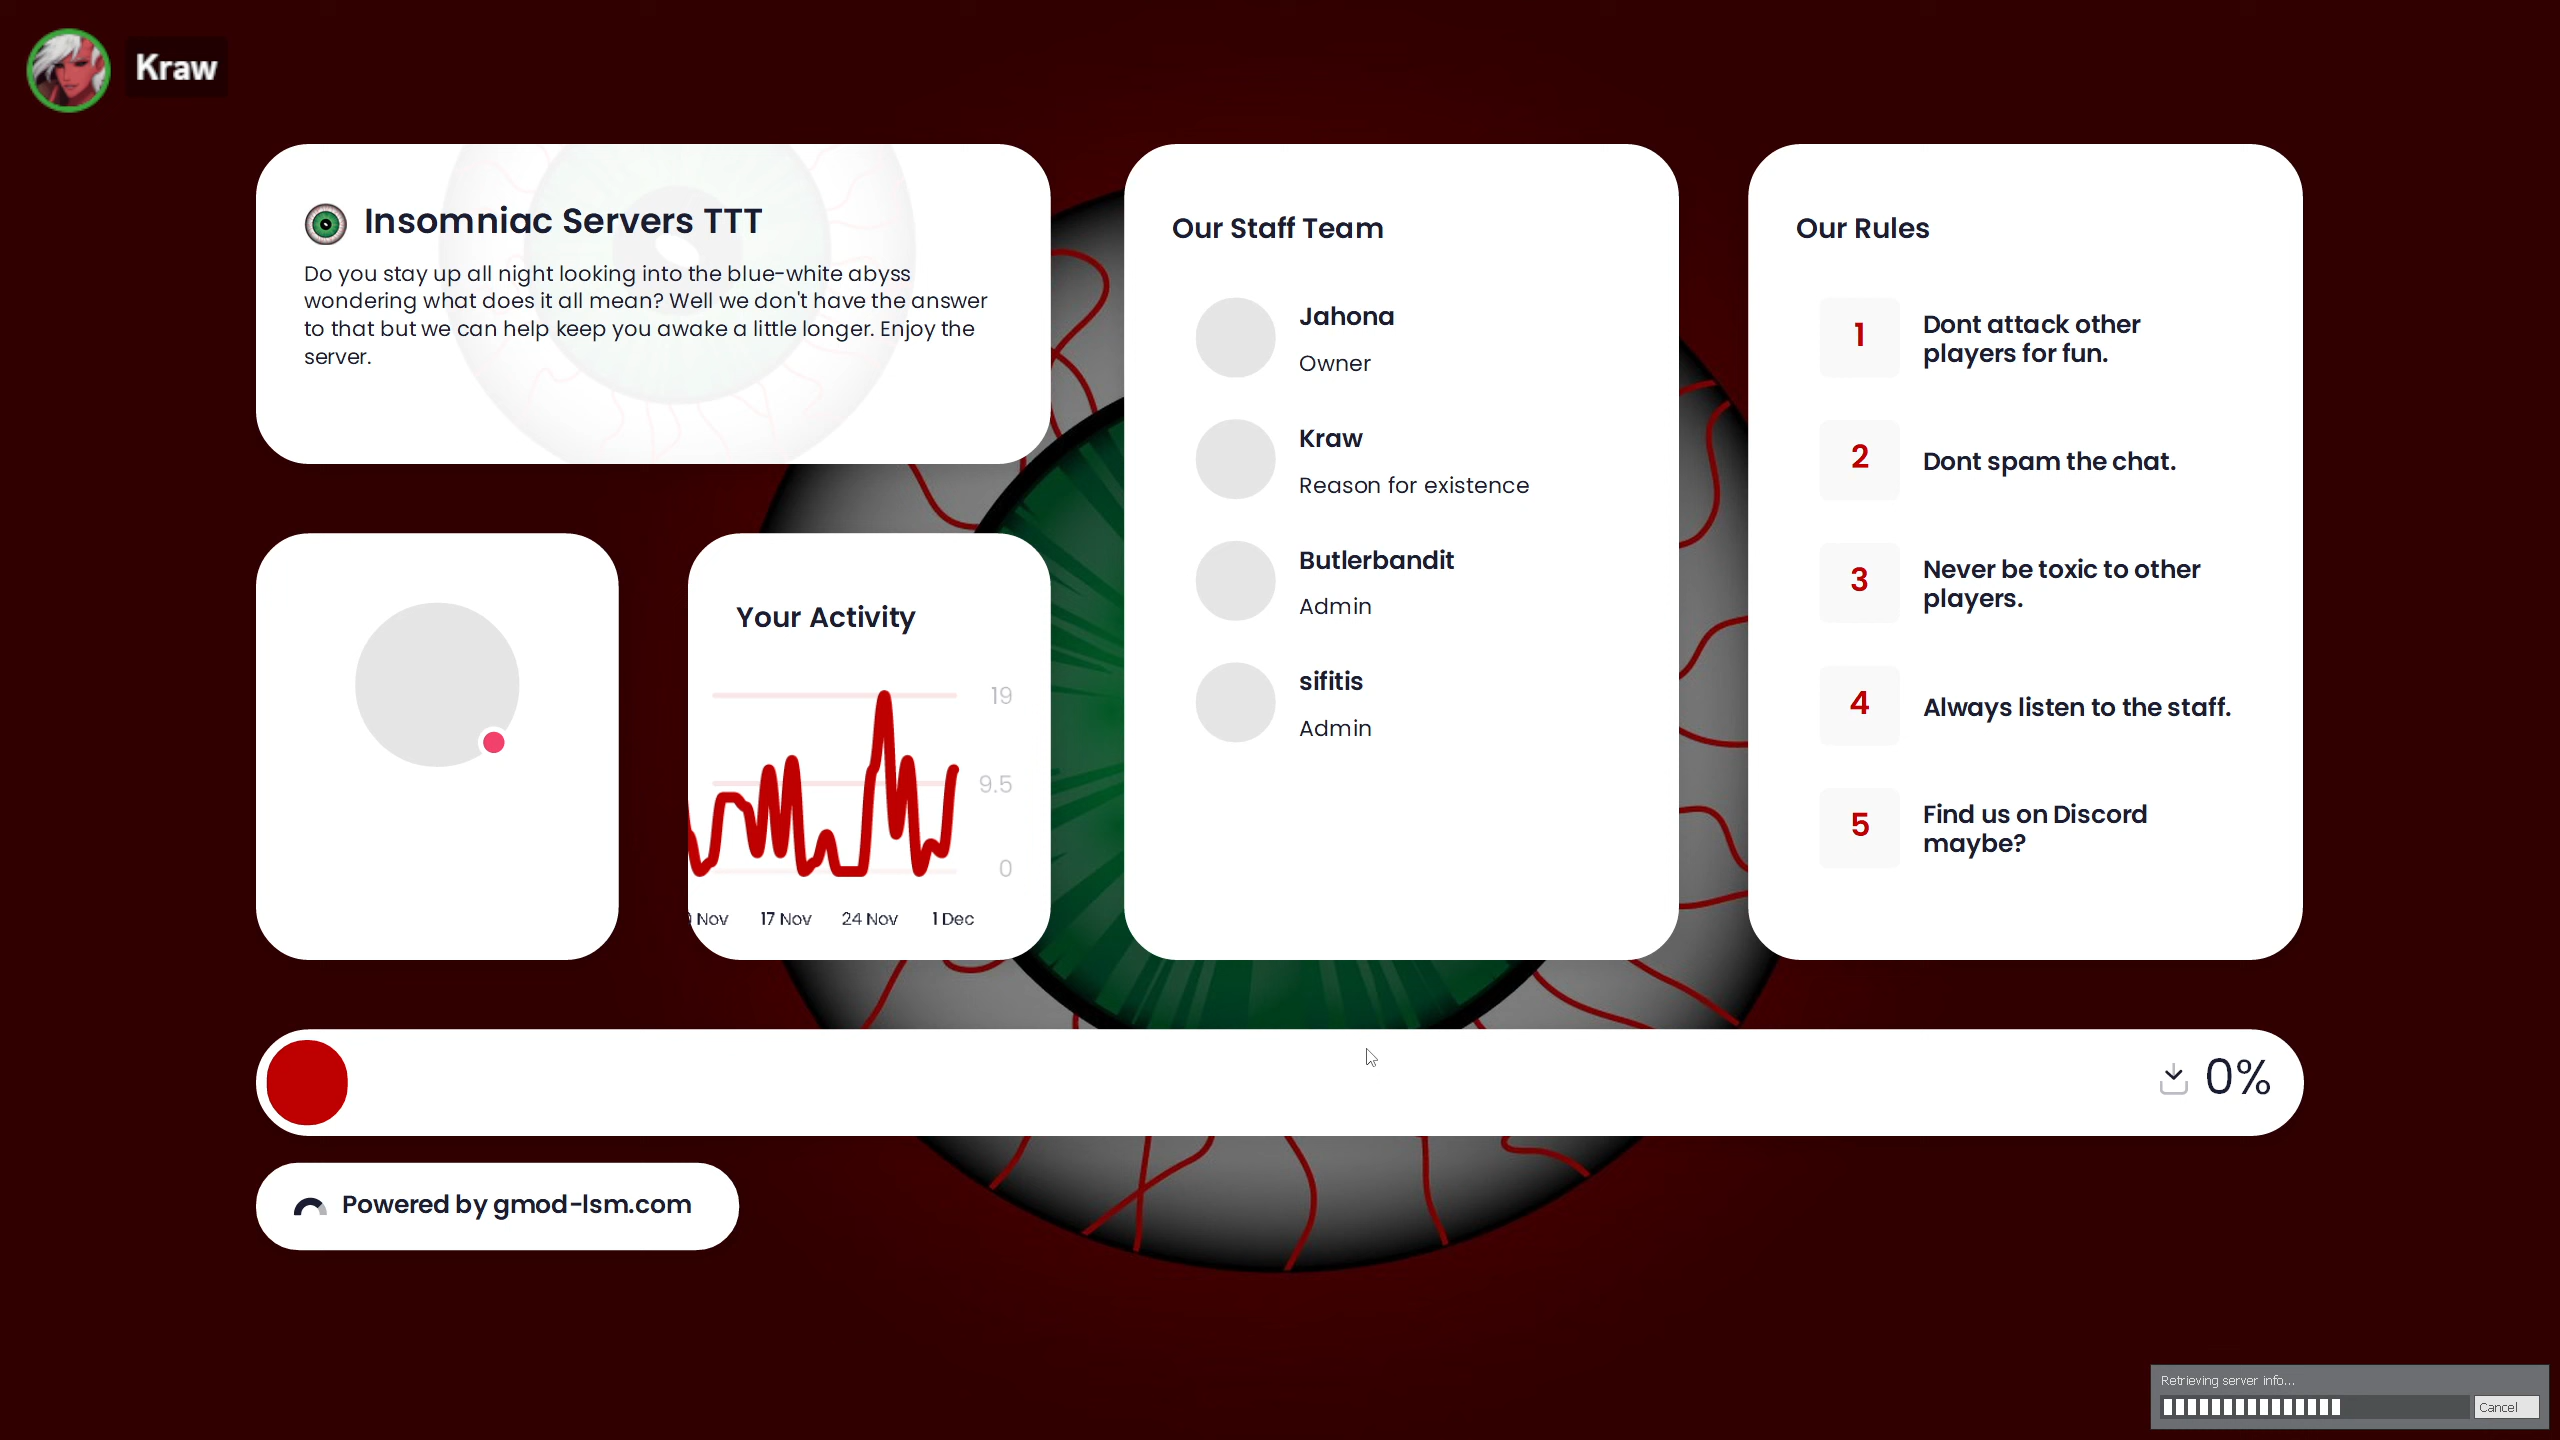 Kraw
Insomniac Servers TTT
Do you stay up all night looking into the blue-white abyss
wondering what does it all mean? Well we don't have the answer
to that but we can help keep you awake a little longer. Enjoy the
server.
Your Activity
19
9.5
0
Nov
17 Nov
24 Nov
1 Dec
Our Staff Team
Jahona
Owner
Kraw
Reason for existence
Butlerbandit
Admin
sifitis
Admin
Our Rules
1
Dont attack other
players for fun.
2
Dont spam the chat.
3
Never be toxic to other
players.
4
Always listen to the staff.
5
Find us on Discord
maybe?
0%
Powered by gmod-lsm.com
Retrieving server info...
Cancel